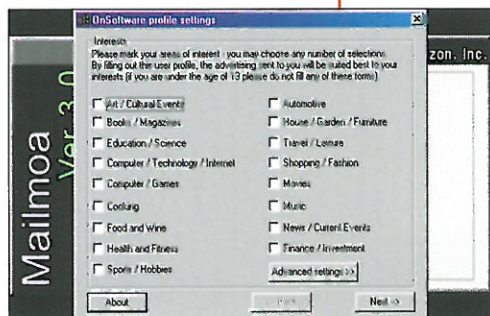 OnSoftware profile settings
Interests
Please mark your areas of interest - you may choose any number of selections.
By filling out this user profile, the advertising sent to you will be suited best to your
interests (if you are under the age of 13 please do not fill any of these forms)
Art / Cultural Events
Books / Magazines
Education / Science
Computer / Technology / Internet
Computer / Games
Cooking
Food and Wine
Health and Fitness
Sports / Hobbies
Automotive
House / Garden / Furniture
Travel / Leisure
Shopping / Fashion
Movies
Music
News / Current Events
Finance / Investment
Advanced settings >>
About
Next ->
Mailmoa
Ver 3.0
zon, Inc.